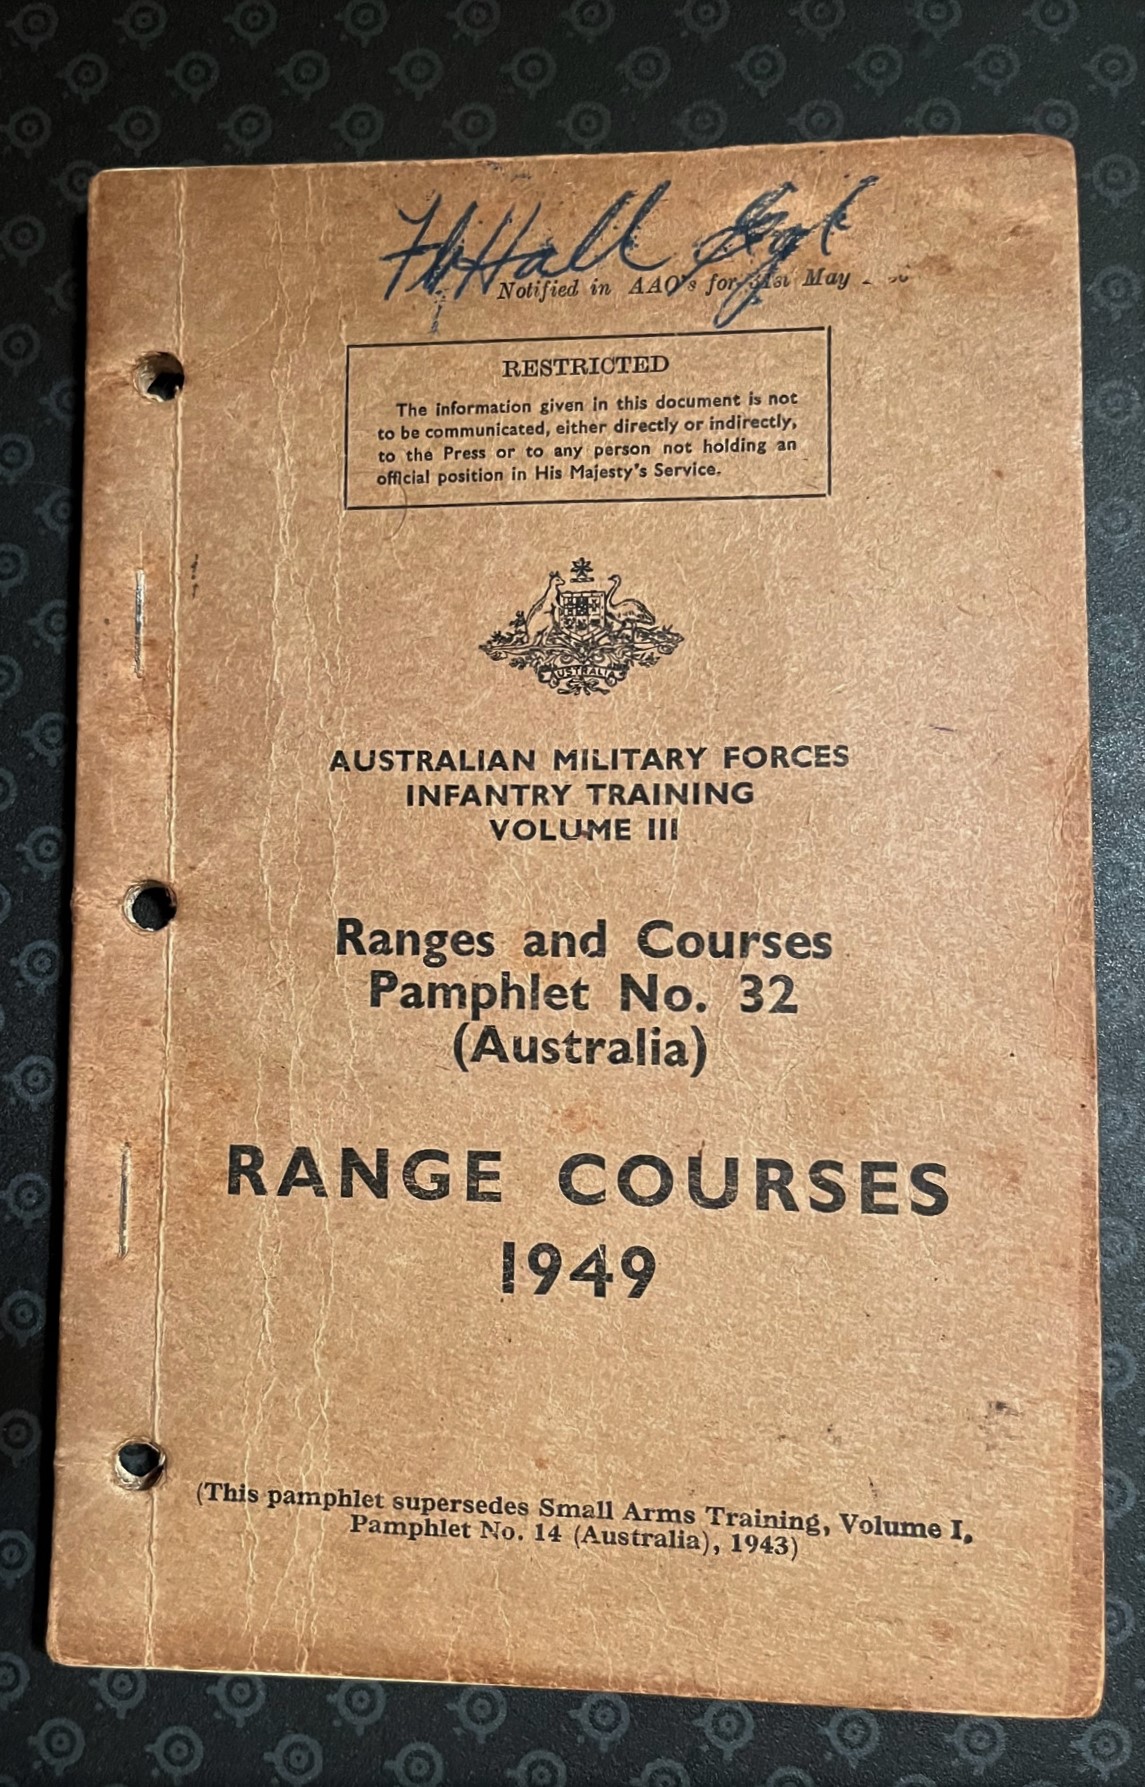 Hall
Notified in AAO's for 31st May
RESTRICTED
The information given in this document is not
to be communicated, either directly or indirectly,
to the Press or to any person not holding an
official position in His Majesty's Service.
AUSTRALIA
AUSTRALIAN MILITARY FORCES
INFANTRY TRAINING
VOLUME III
Ranges and Courses
Pamphlet No. 32
(Australia)
RANGE COURSES
1949
(This pamphlet supersedes Small Arms Training, Volume I,
Pamphlet No. 14 (Australia), 1943)